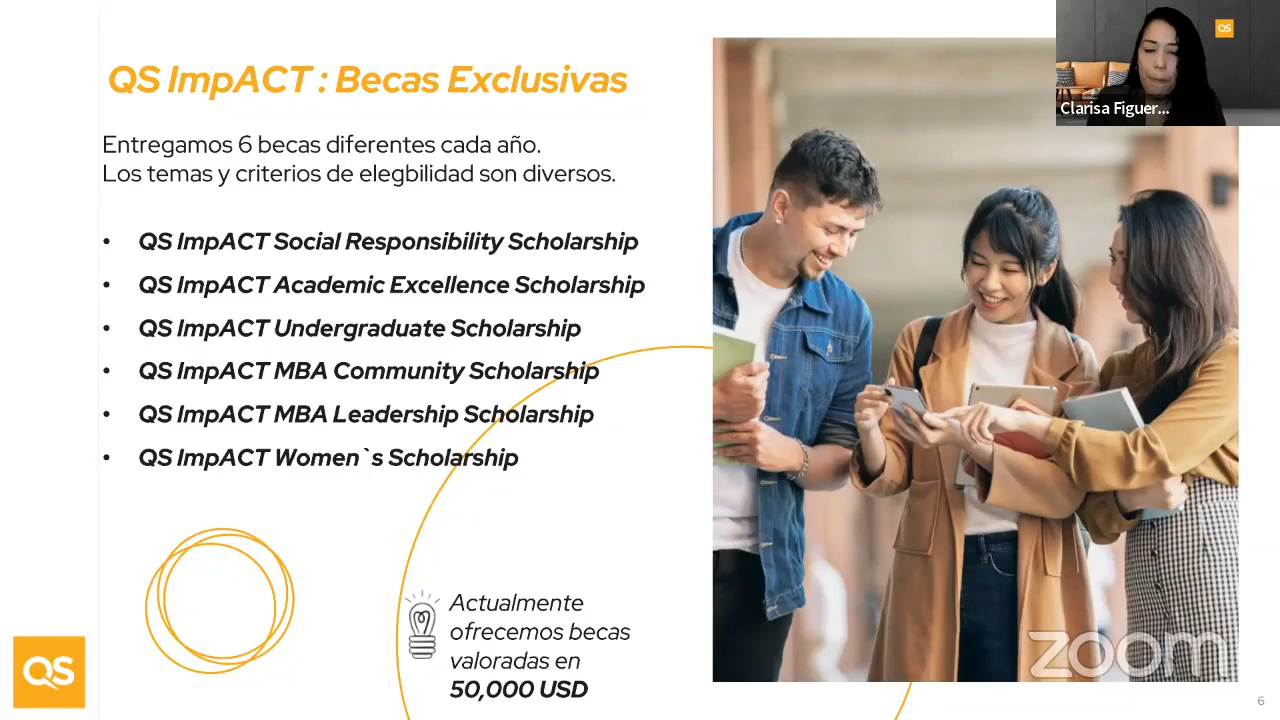 QS ImpACT : Becas Exclusivas
Entregamos 6 becas diferentes cada año.
Los temas y criterios de elegbilidad son diversos.
• QS ImpACT Social Responsibility Scholarship
• QS ImpACT Academic Excellence Scholarship
• QS ImpACT Undergraduate Scholarship
• QS ImpACT MBA Community Scholarship
• QS ImpACT MBA Leadership Scholarship
• QS ImpACT Women`s Scholarship
Actualmente
ofrecemos becas
valoradas en
50,000 USD
QS
QS
Clarisa Figuer...
zoom
6